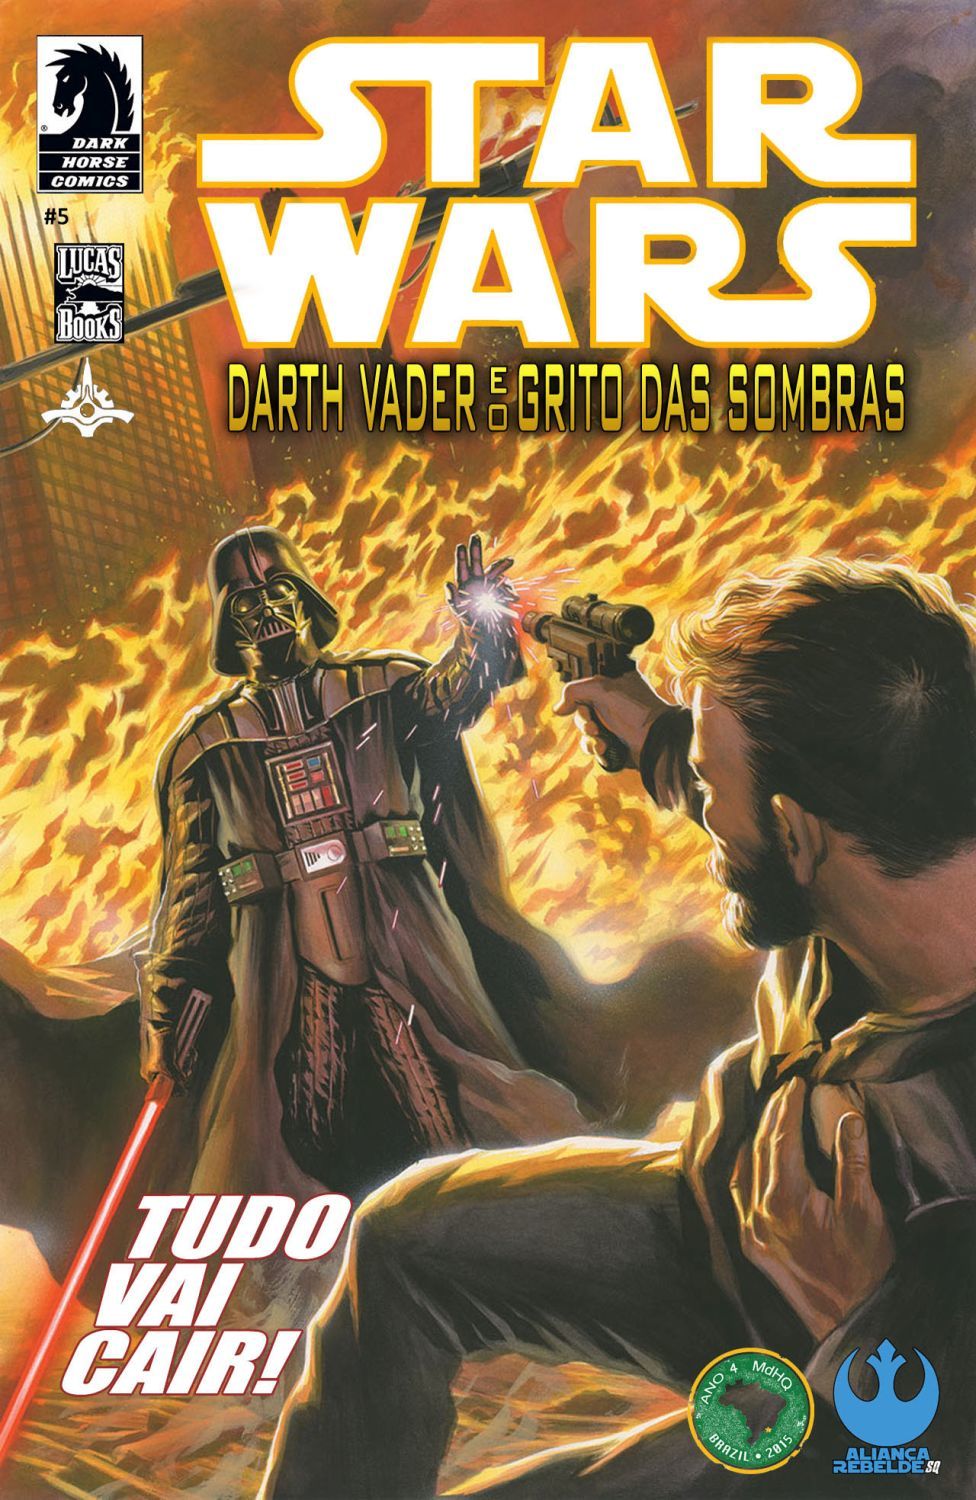 STAR
WARS
DARK
HORSE
COMICS
#5
LUCAS
BOOKS
DARTH VADER E O GRITO DAS SOMBRAS
TUDO
VAI
CAIR!
ANO 4 MdHQ
BRAZIL • 2015
ALIANÇA
REBELDE SQ